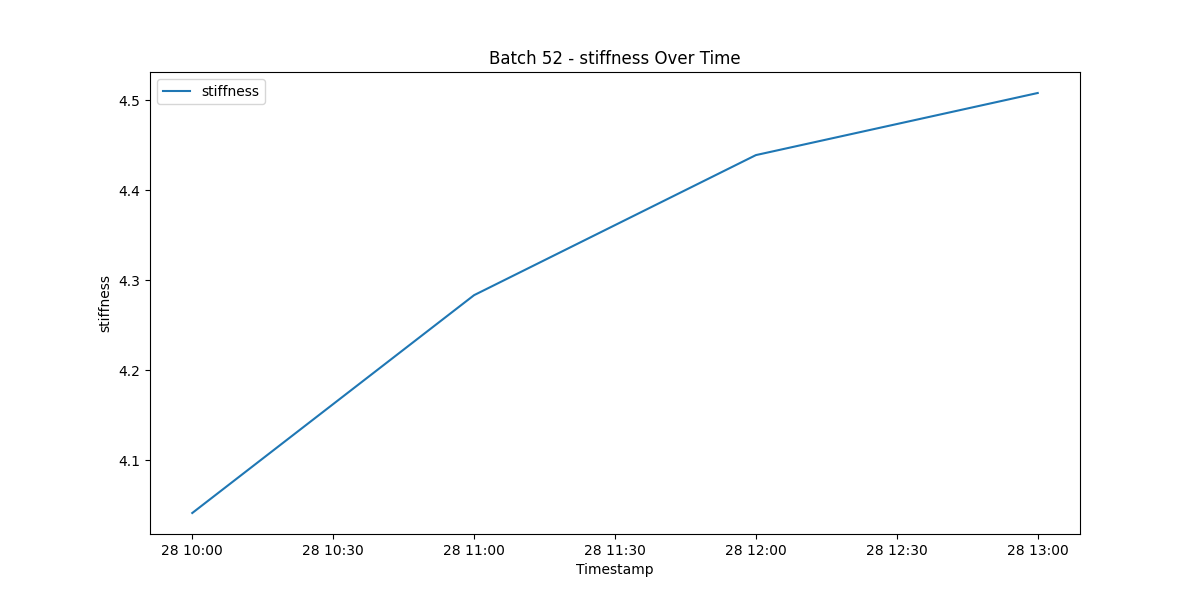 Batch 52 - stiffness Over Time
stiffness
4.5
4.4
4.3
4.2
4.1
stiffness
28 10:00 28 10:30 28 11:00 28 11:30 28 12:00 28 12:30 28 13:00
Timestamp